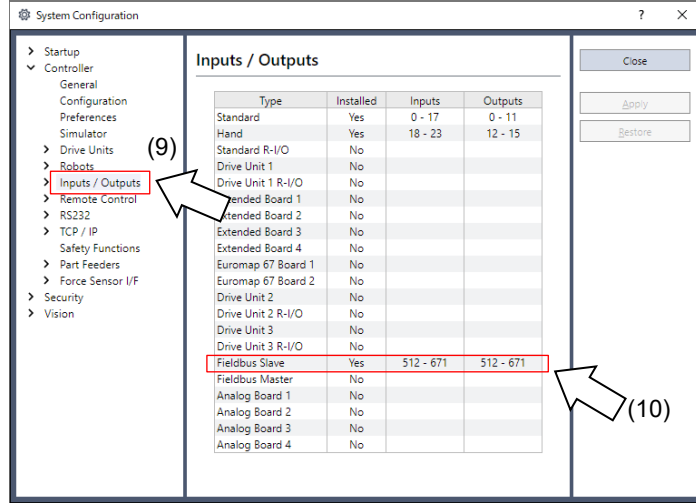 System Configuration
? ×
Startup
Controller
General
Configuration
Preferences
Simulator
Drive Units
Robots
Inputs / Outputs
Remote Control
RS232
TCP / IP
Safety Functions
Part Feeders
Force Sensor I/F
Security
Vision
(9)
Inputs / Outputs
Type Installed Inputs Outputs
Standard Yes 0 - 17 0 - 11
Hand Yes 18 - 23 12 - 15
Standard R-I/O No
Drive Unit 1 No
Drive Unit 1 R-I/O No
tended Board 1 No
xtended Board 2 No
Extended Board 3 No
Extended Board 4 No
Euromap 67 Board 1 No
Euromap 67 Board 2 No
Drive Unit 2 No
Drive Unit 2 R-I/O No
Drive Unit 3 No
Drive Unit 3 R-I/O No
Fieldbus Slave Yes 512 - 671 512 - 671
Fieldbus Master No
Analog Board 1 No
Analog Board 2 No
Analog Board 3 No
Analog Board 4 No
(10)
Close
Apply
Restore